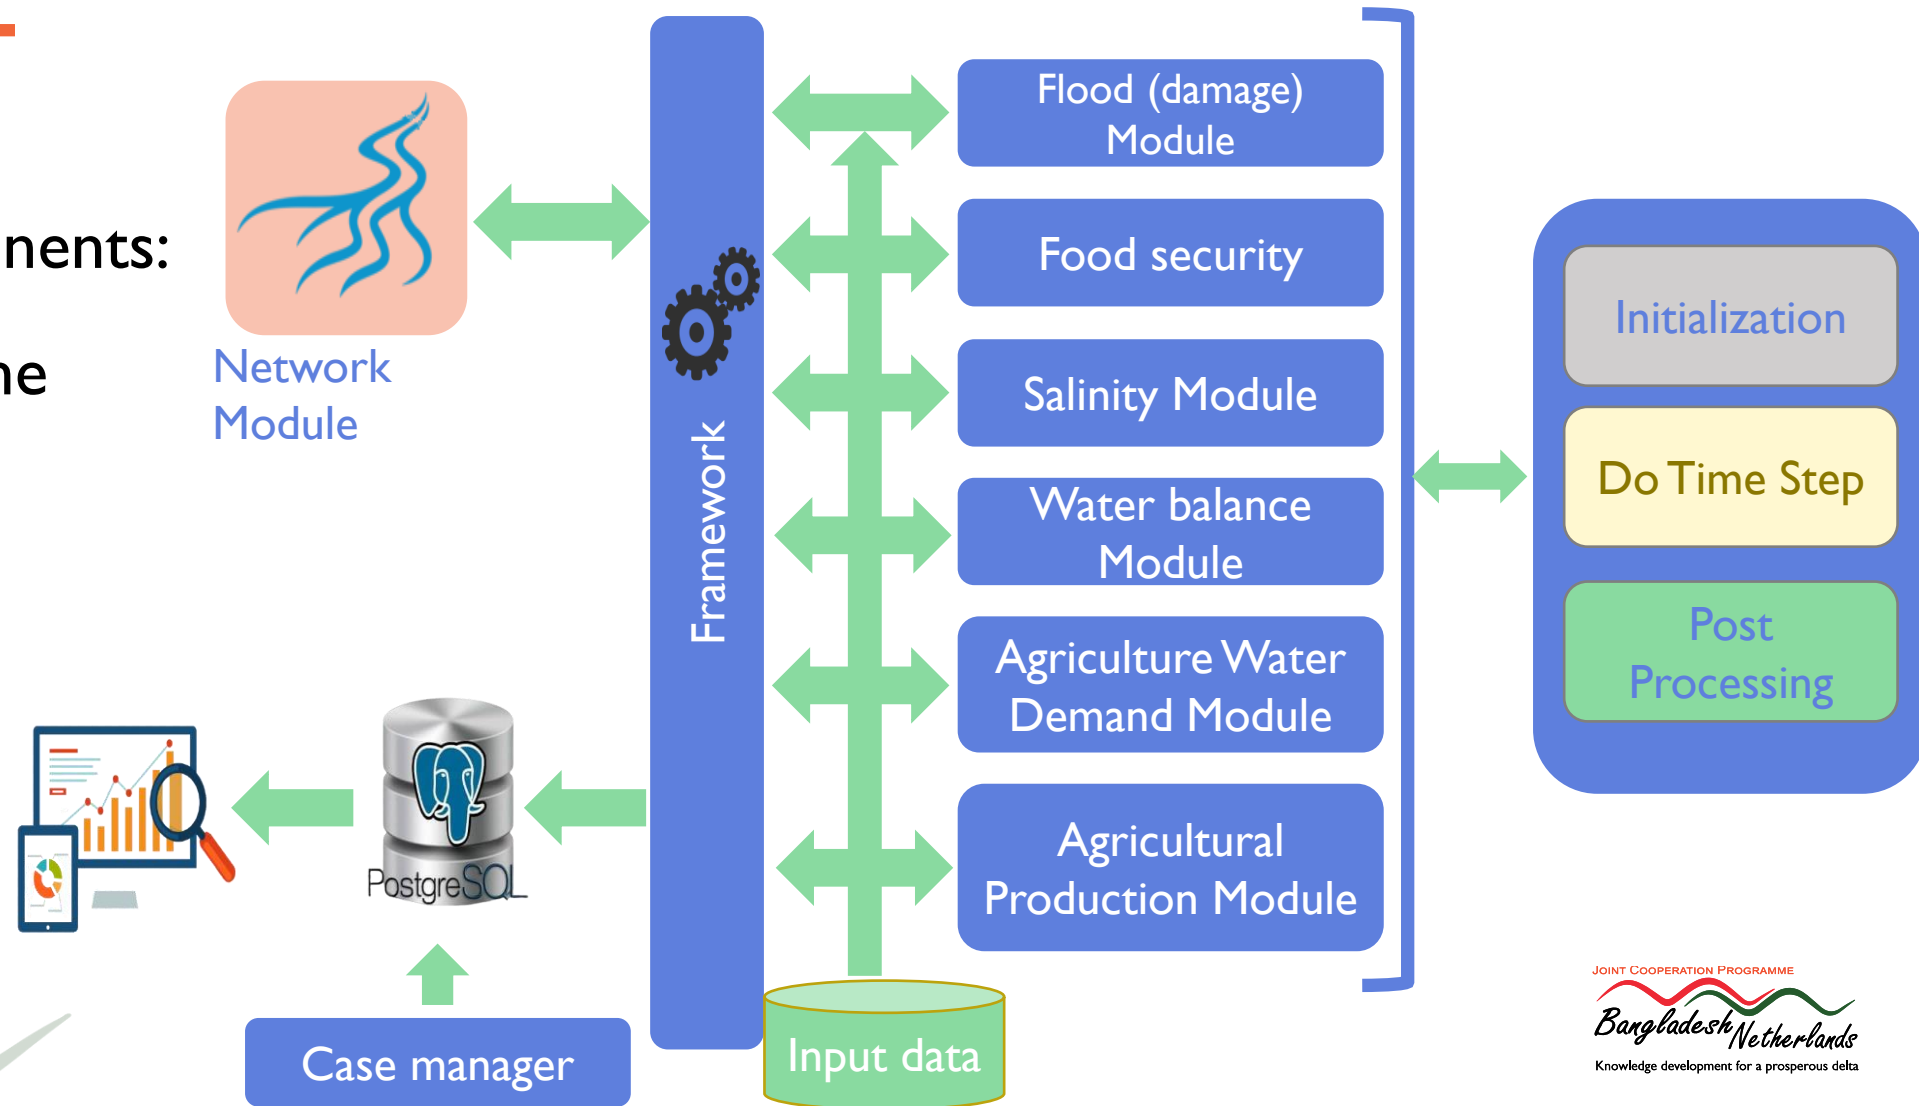 nents:
ne
Network
Module
Framework
Flood (damage)
Module
Food security
Salinity Module
Water balance
Module
Agriculture Water
Demand Module
Agricultural
Production Module
Initialization
Do Time Step
Post
Processing
PostgreSQL
Case manager
Input data
JOINT COOPERATION PROGRAMME
Bangladesh Netherlands
Knowledge development for a prosperous delta